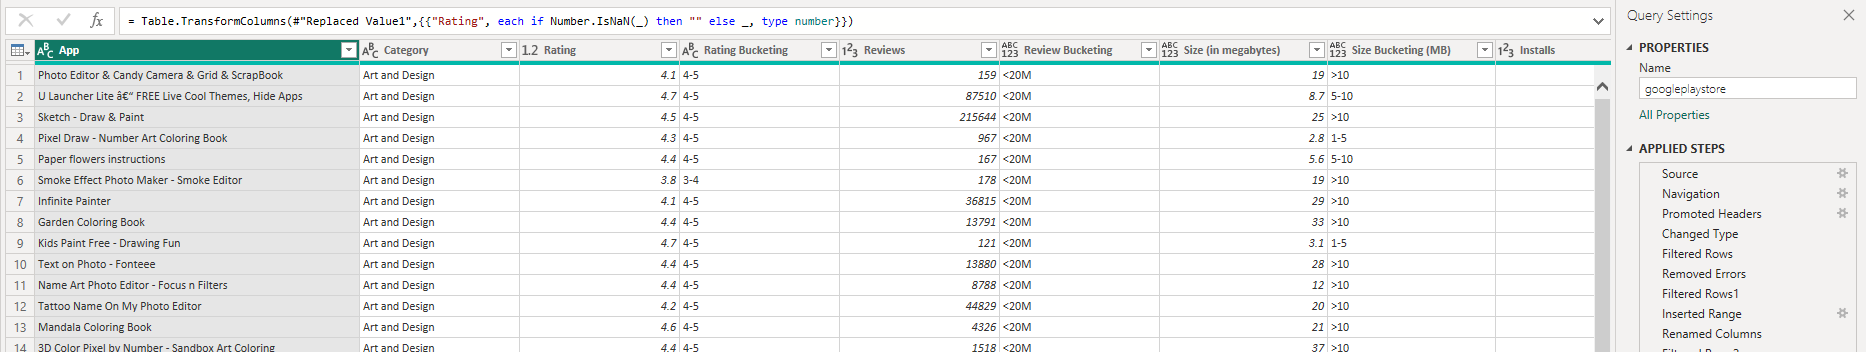 fx = Table.TransformColumns(#"Replaced Value1",{{"Rating", each if Number.IsNaN(_) then "" else _, type number}})
ABC App ABC Category 1.2 Rating ABC Rating Bucketing 123 Reviews ABC 123 Review Bucketing ABC 123 Size (in megabytes) ABC 123 Size Bucketing (MB) 123 Installs
1 Photo Editor & Candy Camera & Grid & ScrapBook Art and Design 4.1 4-5 159 <20M 19 >10
2 U Launcher Lite â€“ FREE Live Cool Themes, Hide Apps Art and Design 4.7 4-5 87510 <20M 8.7 5-10
3 Sketch - Draw & Paint Art and Design 4.5 4-5 215644 <20M 25 >10
4 Pixel Draw - Number Art Coloring Book Art and Design 4.3 4-5 967 <20M 2.8 1-5
5 Paper flowers instructions Art and Design 4.4 4-5 167 <20M 5.6 5-10
6 Smoke Effect Photo Maker - Smoke Editor Art and Design 3.8 3-4 178 <20M 19 >10
7 Infinite Painter Art and Design 4.1 4-5 36815 <20M 29 >10
8 Garden Coloring Book Art and Design 4.4 4-5 13791 <20M 33 >10
9 Kids Paint Free - Drawing Fun Art and Design 4.7 4-5 121 <20M 3.1 1-5
10 Text on Photo - Fonteee Art and Design 4.4 4-5 13880 <20M 28 >10
11 Name Art Photo Editor - Focus n Filters Art and Design 4.4 4-5 8788 <20M 12 >10
12 Tattoo Name On My Photo Editor Art and Design 4.2 4-5 44829 <20M 20 >10
13 Mandala Coloring Book Art and Design 4.6 4-5 4326 <20M 21 >10
14 3D Color Pixel by Number - Sandbox Art Coloring Art and Design 4.4 4-5 1518 <20M 37 >10
Query Settings
PROPERTIES
Name
googleplaystore
All Properties
APPLIED STEPS
Source
Navigation
Promoted Headers
Changed Type
Filtered Rows
Removed Errors
Filtered Rows1
Inserted Range
Renamed Columns